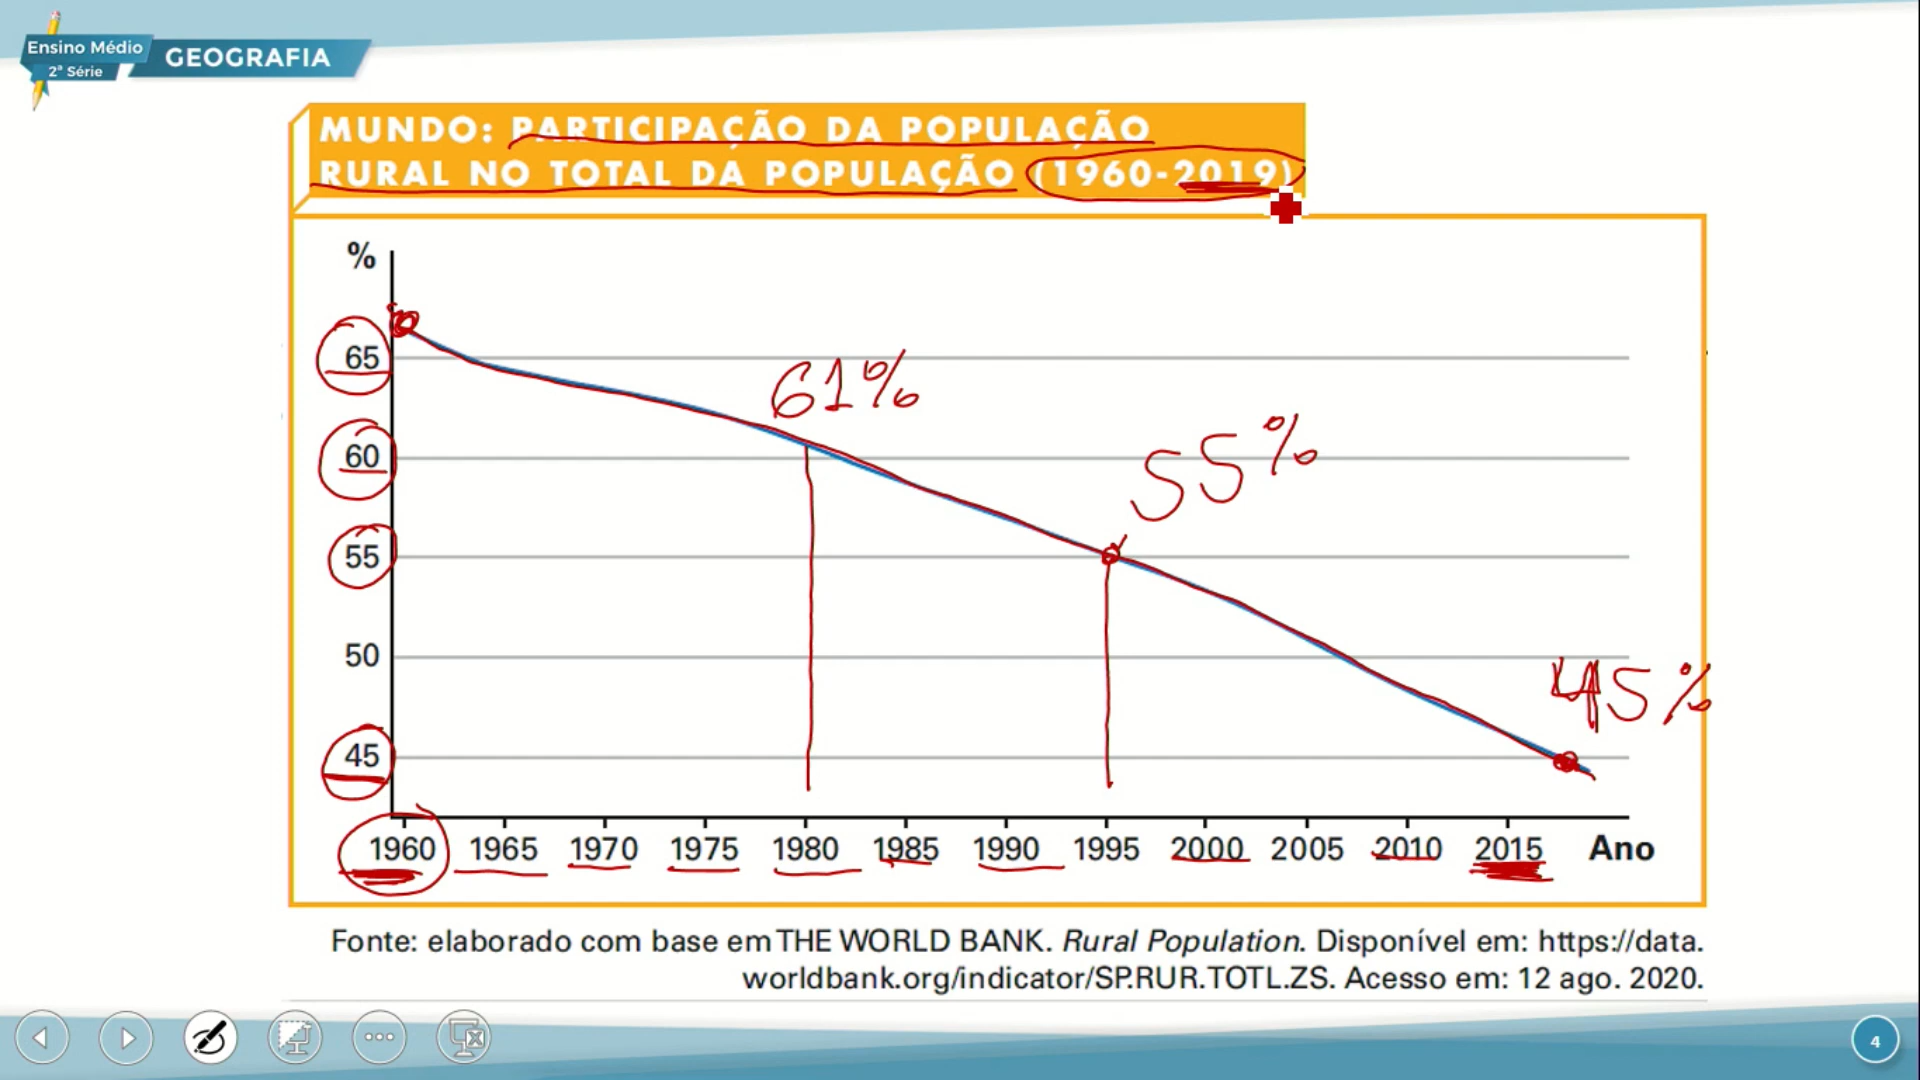 Ensino Médio
2ª Série
GEOGRAFIA
MUNDO: PARTICIPAÇÃO DA POPULAÇÃO
RURAL NO TOTAL DA POPULAÇÃO (1960-2019)
%
65
60
55
50
45
61%
55%
45%
1960 1965 1970 1975 1980 1985 1990 1995 2000 2005 2010 2015 Ano
Fonte: elaborado com base em THE WORLD BANK. Rural Population. Disponível em: https://data.
worldbank.org/indicator/SP.RUR.TOTL.ZS. Acesso em: 12 ago. 2020.
4